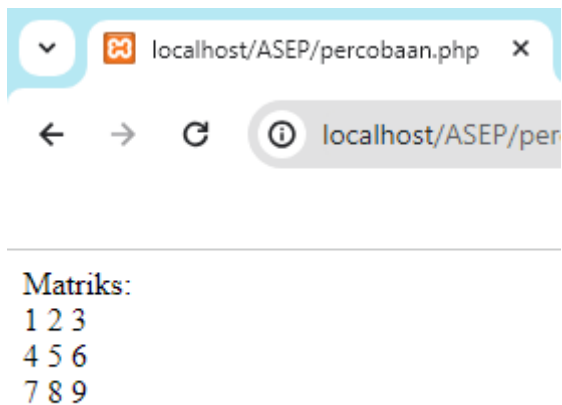 localhost/ASEP/percobaan.php
localhost/ASEP/per
Matriks:
1 2 3
4 5 6
7 8 9